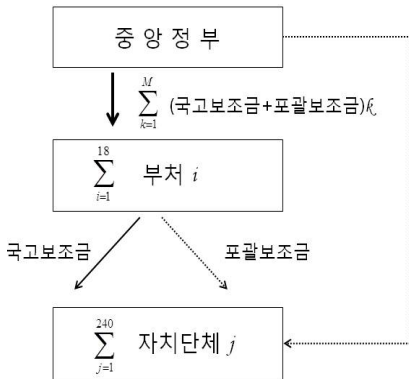 중앙정부
M
∑ (국고보조금+포괄보조금)k
k=1
18
∑ 부처 i
i=1
국고보조금 포괄보조금
240
∑ 자치단체 j
j=1